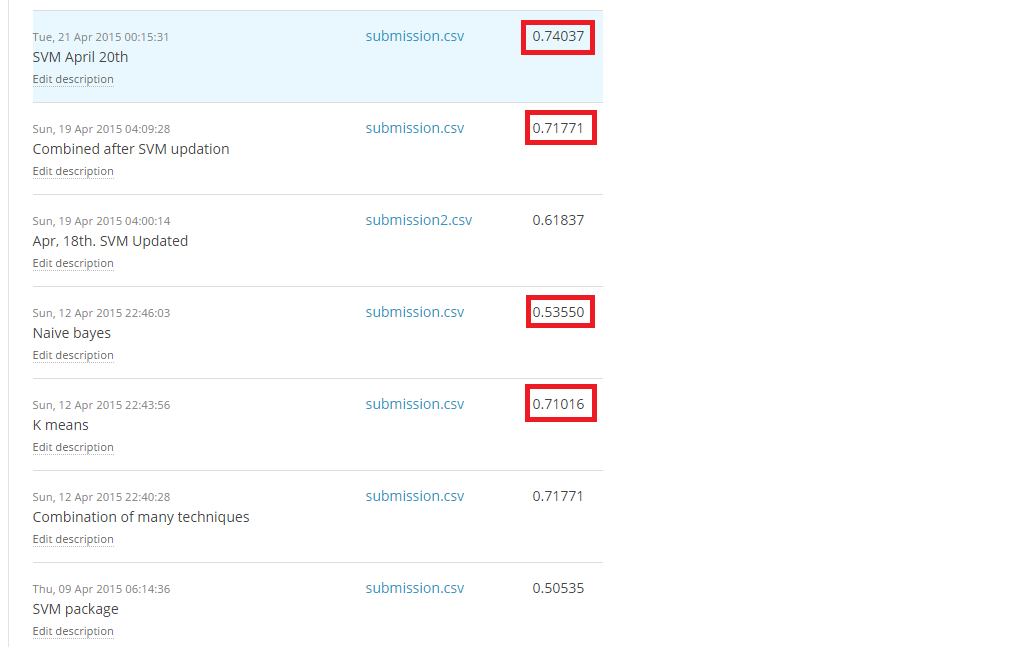 Tue, 21 Apr 2015 00:15:31 submission.csv 0.74037
SVM April 20th
Edit description
Sun, 19 Apr 2015 04:09:28 submission.csv 0.71771
Combined after SVM updation
Edit description
Sun, 19 Apr 2015 04:00:14 submission2.csv 0.61837
Apr, 18th. SVM Updated
Edit description
Sun, 12 Apr 2015 22:46:03 submission.csv 0.53550
Naive bayes
Edit description
Sun, 12 Apr 2015 22:43:56 submission.csv 0.71016
K means
Edit description
Sun, 12 Apr 2015 22:40:28 submission.csv 0.71771
Combination of many techniques
Edit description
Thu, 09 Apr 2015 06:14:36 submission.csv 0.50535
SVM package
Edit description